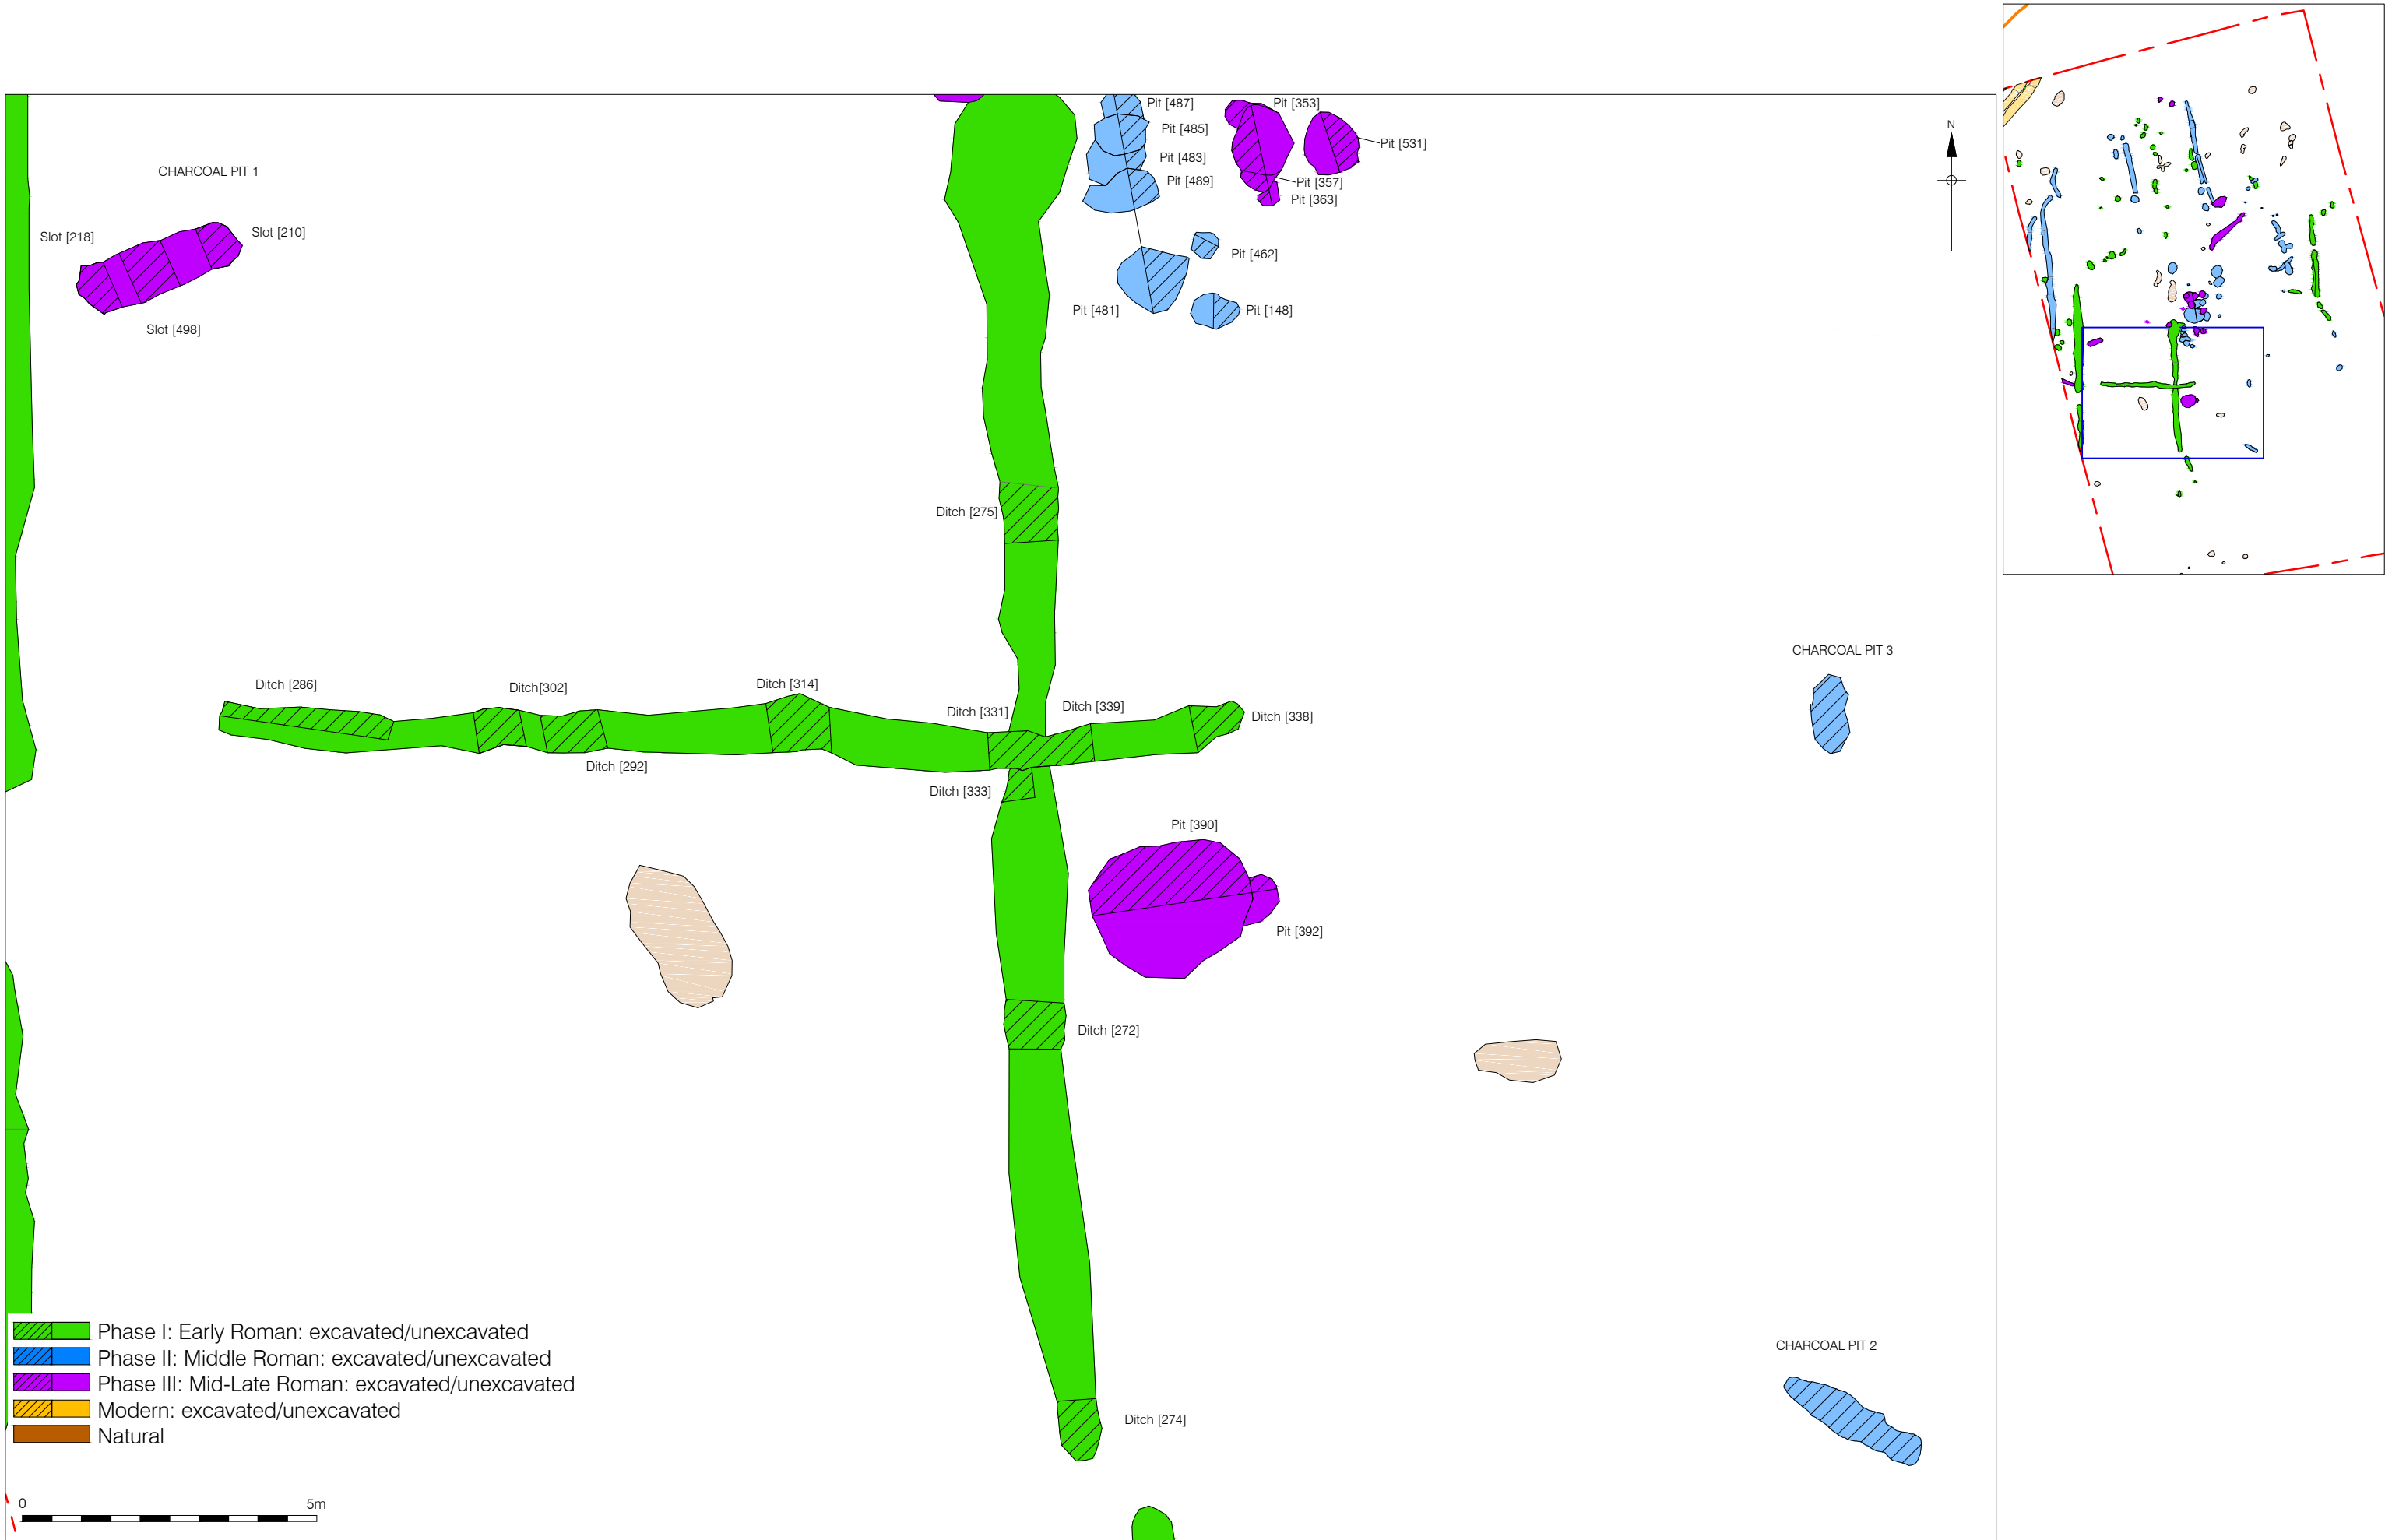 Pit [487]
Pit [353]
Pit [485]
N
Pit [531]
Pit [483]
CHARCOAL PIT 1
Pit [489]
Pit [357]
Pit [363]
Slot [218]
Slot [210]
Pit [462]
Pit [481]
Pit [148]
Slot [498]
Ditch [275]
CHARCOAL PIT 3
Ditch [286]
Ditch[302]
Ditch [314]
Ditch [331]
Ditch [339]
Ditch [338]
Ditch [292]
Ditch [333]
Pit [390]
Pit [392]
Ditch [272]
Phase I: Early Roman: excavated/unexcavated
CHARCOAL PIT 2
Phase II: Middle Roman: excavated/unexcavated
Phase III: Mid-Late Roman: excavated/unexcavated
Modern: excavated/unexcavated
Ditch [274]
Natural
0 5m